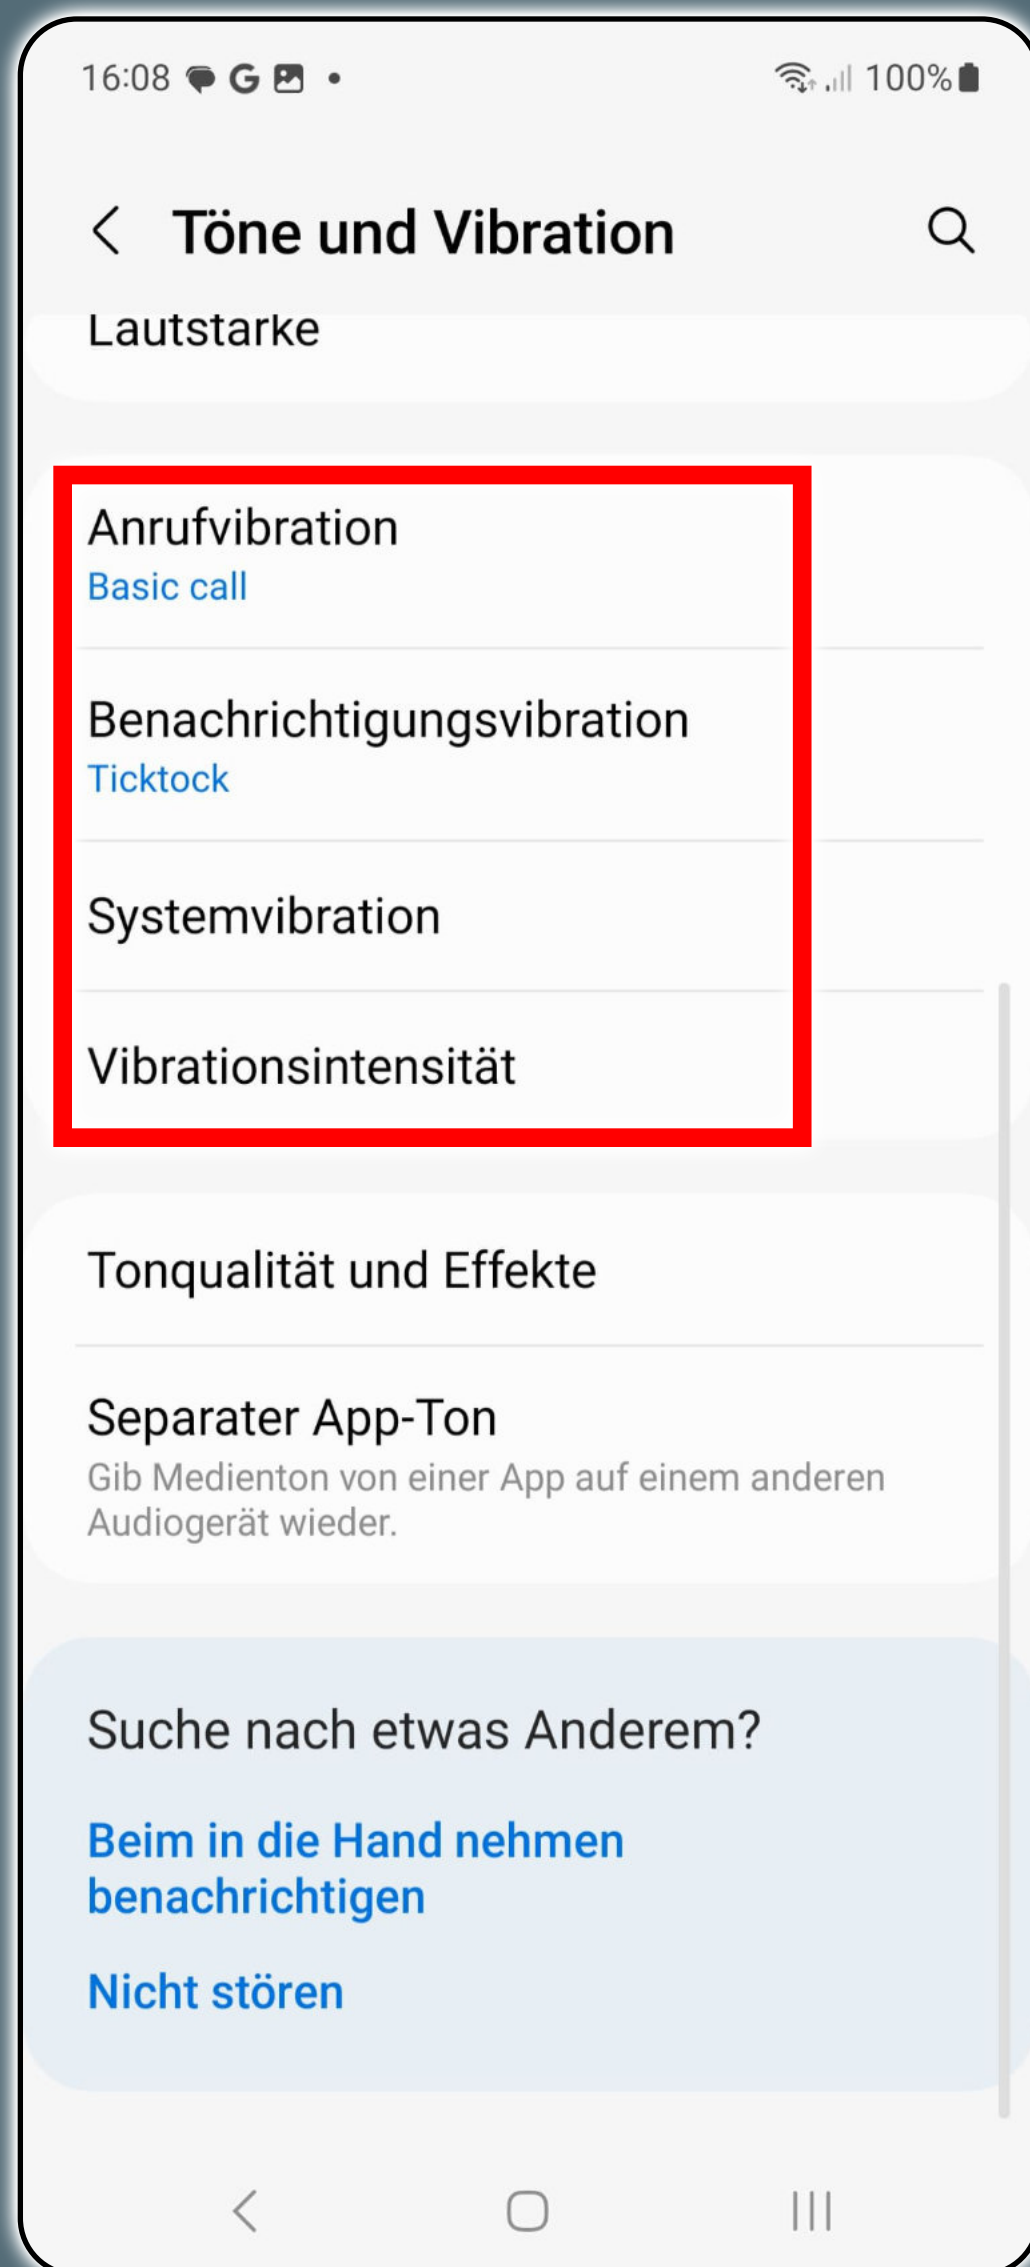 16:08 G
100%
Töne und Vibration
Lautstärke
Anrufvibration
Basic call
Benachrichtigungsvibration
Ticktock
Systemvibration
Vibrationsintensität
Tonqualität und Effekte
Separater App-Ton
Gib Medienton von einer App auf einem anderen
Audiogerät wieder.
Suche nach etwas Anderem?
Beim in die Hand nehmen
benachrichtigen
Nicht stören